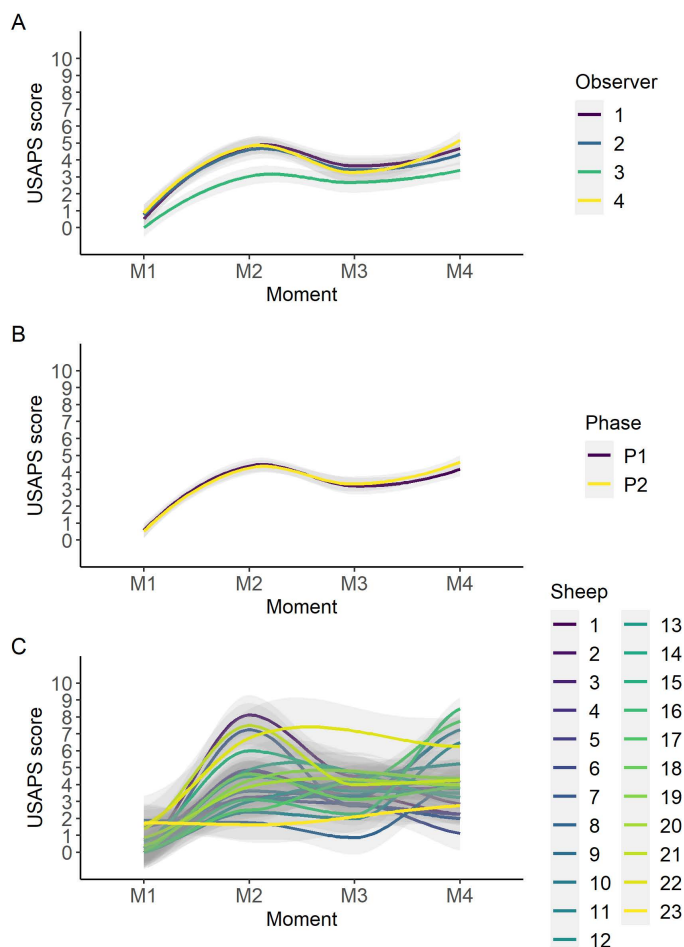 A
10
9
8
7
6
5
4
3
2
1
0
USAPS score
M1 M2 M3 M4
Moment
Observer
1
2
3
4
B
10
9
8
7
6
5
4
3
2
1
0
USAPS score
M1 M2 M3 M4
Moment
Phase
P1
P2
C
10
9
8
7
6
5
4
3
2
1
0
USAPS score
M1 M2 M3 M4
Moment
Sheep
1 13
2 14
3 15
4 16
5 17
6 18
7 19
8 20
9 21
10 22
11 23
12